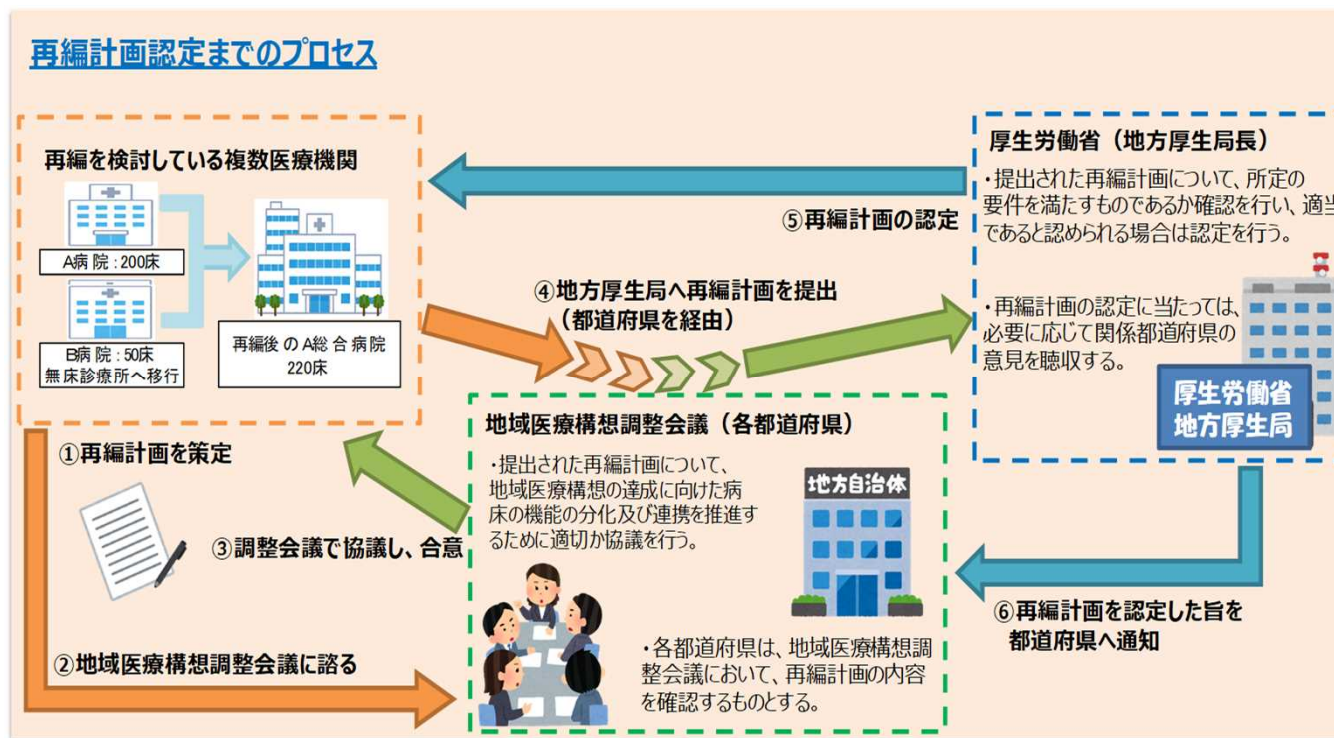 再編計画認定までのプロセス
再編を検討している複数医療機関
A病院:200床
B病院:50床
無床診療所へ移行
再編後のA総合病院
220床
⑤再編計画の認定
厚生労働省(地方厚生局長)
・提出された再編計画について、所定の
要件を満たすものであるか確認を行い、適当
であると認められる場合は認定を行う。
・再編計画の認定に当たっては、
必要に応じて関係都道府県の
意見を聴収する。
厚生労働省
地方厚生局
④地方厚生局へ再編計画を提出
(都道府県を経由)
①再編計画を策定
③調整会議で協議し、合意
②地域医療構想調整会議に諮る
地域医療構想調整会議(各都道府県)
・提出された再編計画について、
地域医療構想の達成に向けた病
床の機能の分化及び連携を推進す
るために適切か協議を行う。
地方自治体
・各都道府県は、地域医療構想調
整会議において、再編計画の内容
を確認するものとする。
⑥再編計画を認定した旨を
都道府県へ通知